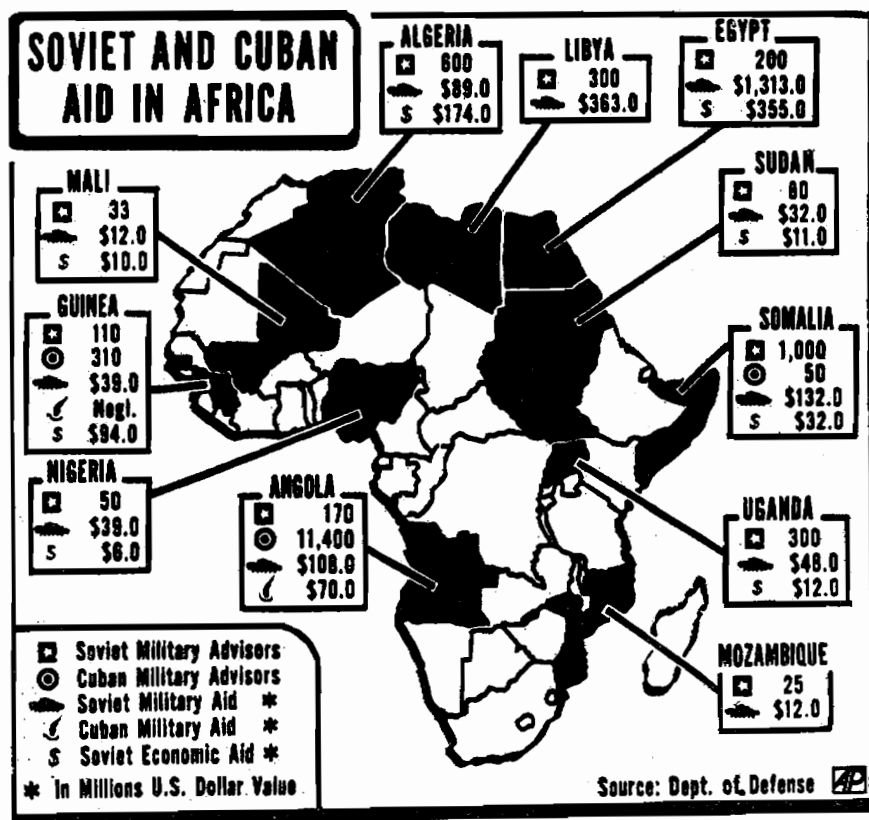 SOVIET AND CUBAN
AID IN AFRICA
ALGERIA
600
$89.0
$ $174.0
LIBYA
300
$363.0
EGYPT
200
$1,313.0
$ $355.0
MALI
33
$12.0
$ $10.0
SUDAN
80
$32.0
$ $11.0
GUINEA
110
310
$39.0
Negl.
$ $94.0
SOMALIA
1,000
50
$132.0
$ $32.0
NIGERIA
50
$39.0
$ $6.0
ANGOLA
170
11,400
$108.0
$70.0
UGANDA
300
$48.0
$ $12.0
MOZAMBIQUE
25
$12.0
Soviet Military Advisors
Cuban Military Advisors
Soviet Military Aid *
Cuban Military Aid *
$ Soviet Economic Aid *
* In Millions U.S. Dollar Value
Source: Dept. of Defense AP